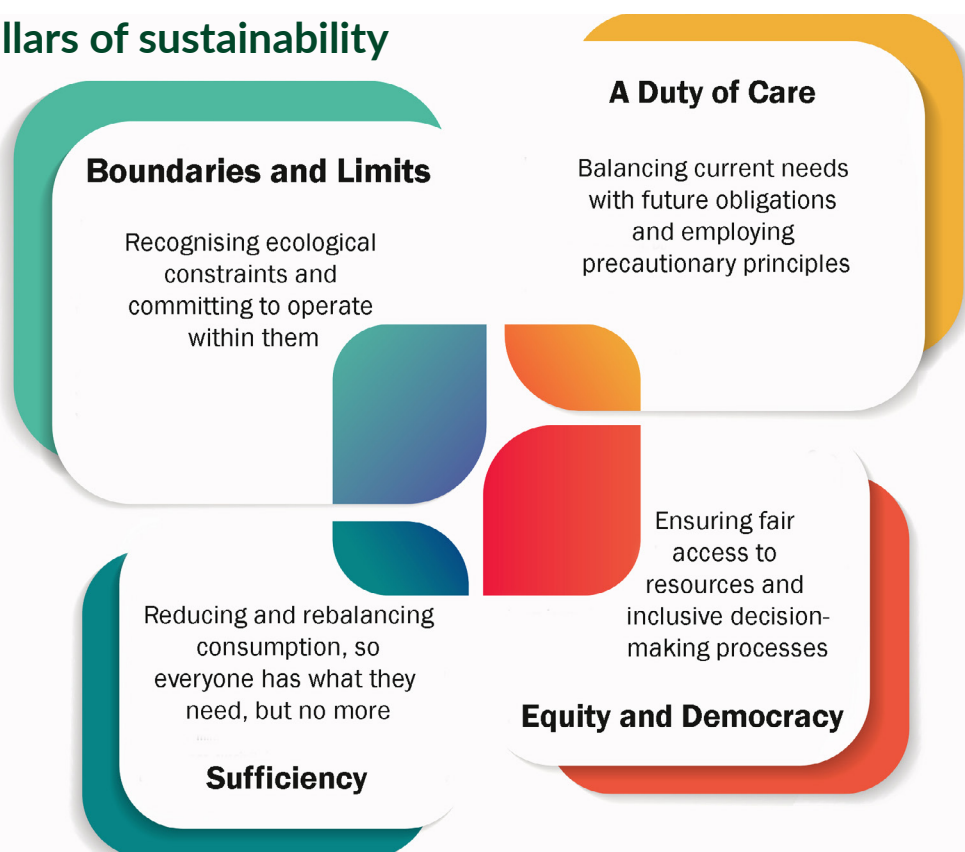 llars of sustainability
Boundaries and Limits
Recognising ecological
constraints and
committing to operate
within them
A Duty of Care
Balancing current needs
with future obligations
and employing
precautionary principles
Reducing and rebalancing
consumption, so
everyone has what they
need, but no more
Sufficiency
Ensuring fair
access to
resources and
inclusive decision-
making processes
Equity and Democracy